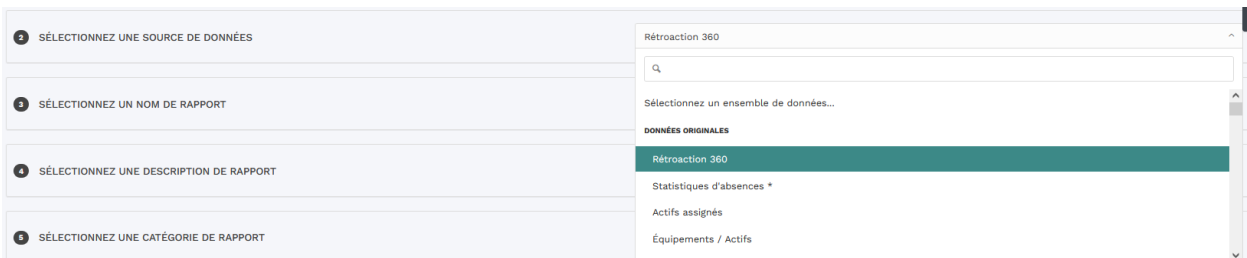 2 SÉLECTIONNEZ UNE SOURCE DE DONNÉES
Rétroaction 360
Sélectionnez un ensemble de données...
DONNÉES ORIGINALES
Rétroaction 360
Statistiques d'absences *
Actifs assignés
Équipements / Actifs
3 SÉLECTIONNEZ UN NOM DE RAPPORT
4 SÉLECTIONNEZ UNE DESCRIPTION DE RAPPORT
5 SÉLECTIONNEZ UNE CATÉGORIE DE RAPPORT